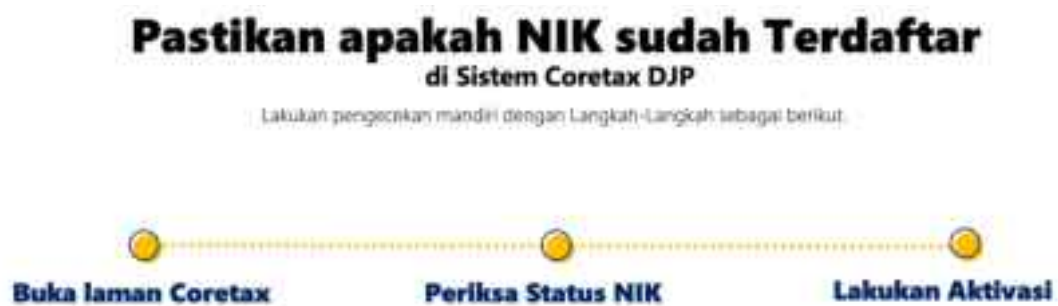 Pastikan apakah NIK sudah Terdaftar
di Sistem Coretax DJP
Lakukan pengecekan mandiri dengan Langkah-Langkah sebagai berikut.
Buka laman Coretax
Periksa Status NIK
Lakukan Aktivasi